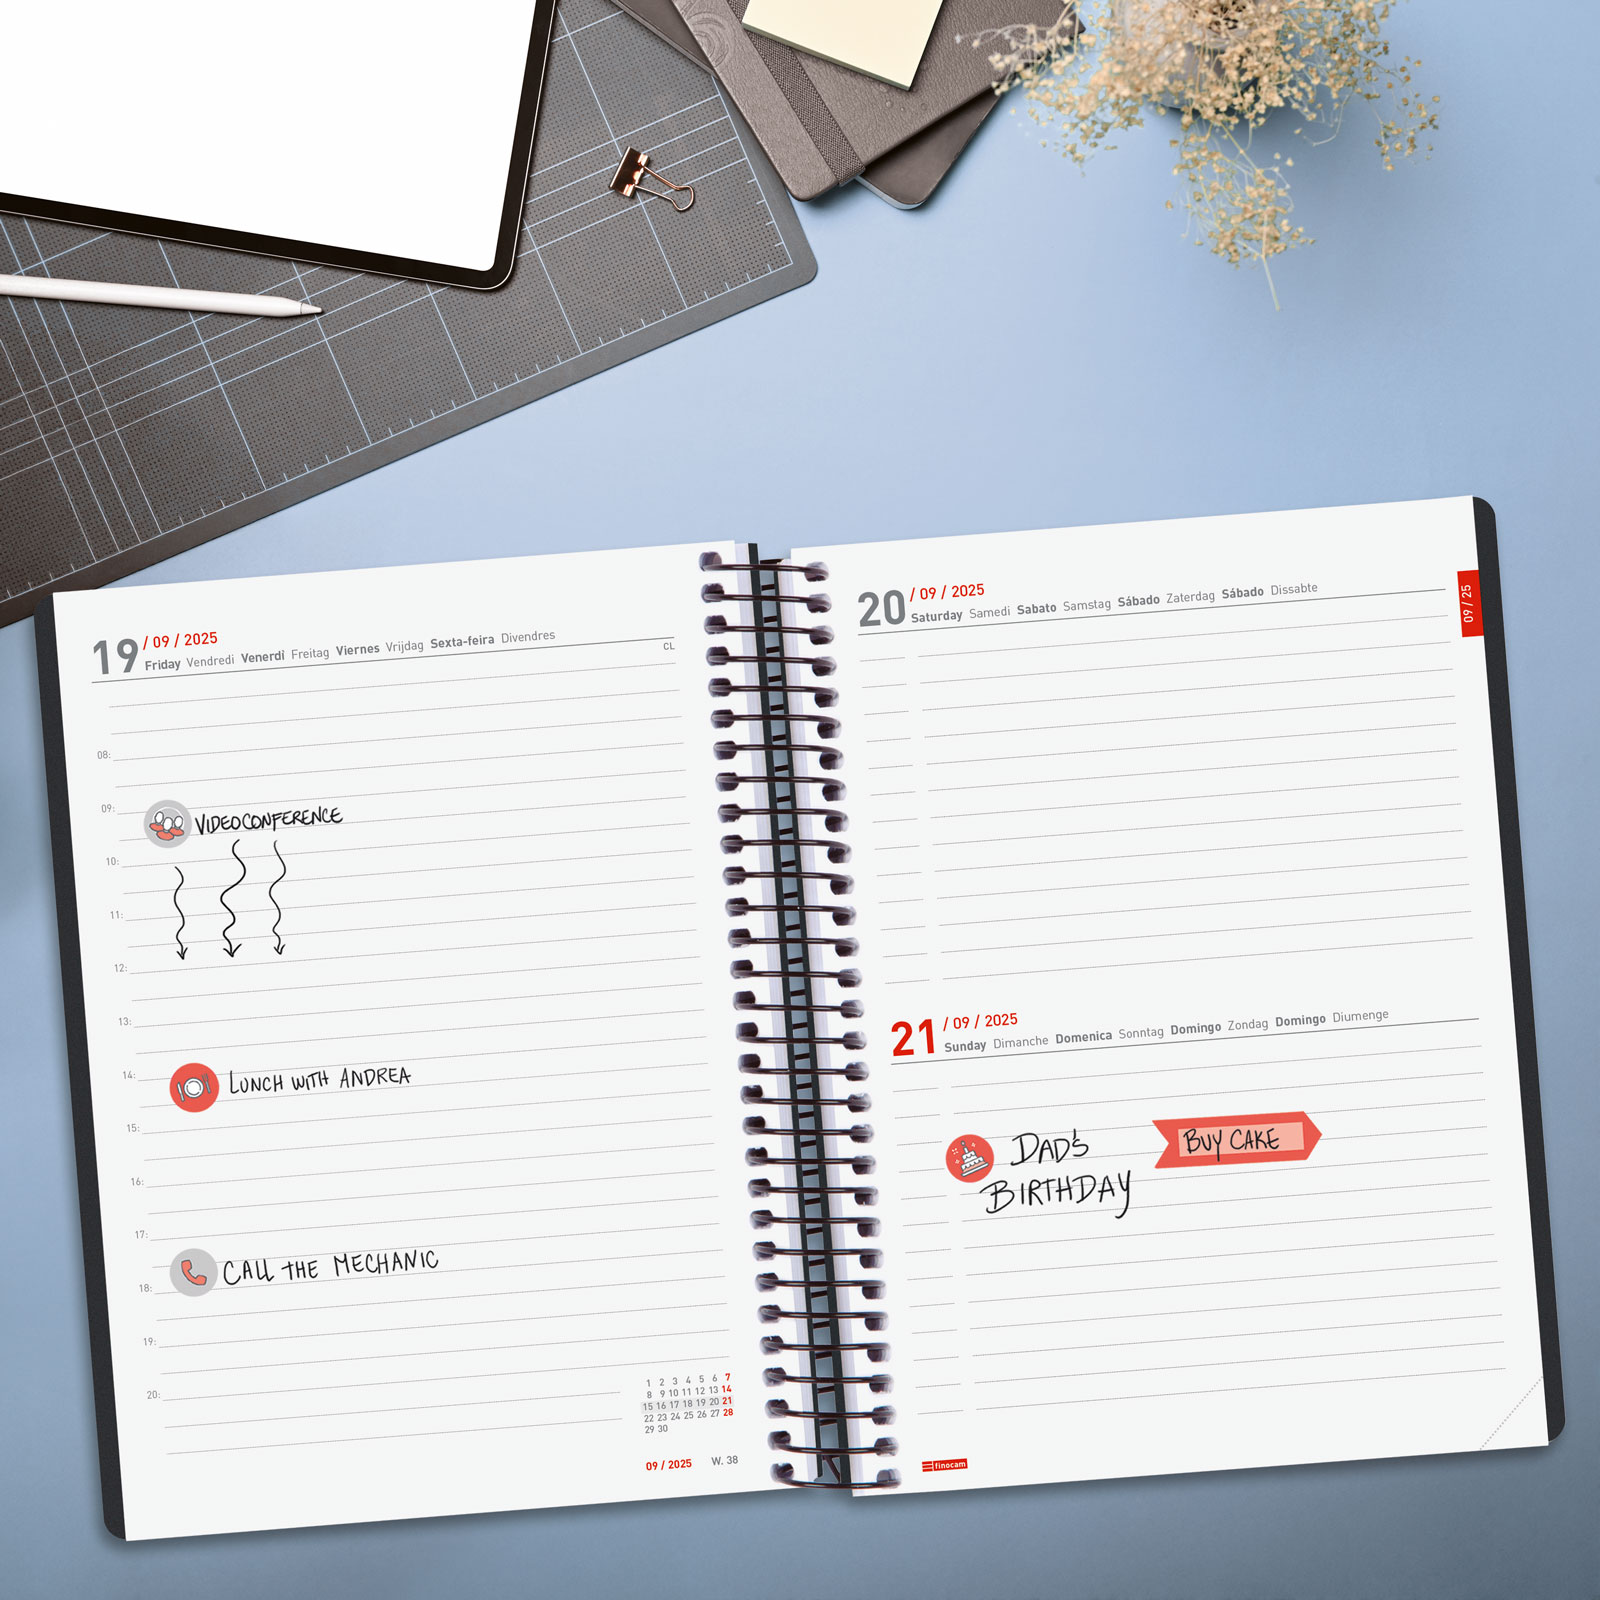 19 / 09 / 2025
Friday Vendredi Venerdì Freitag Viernes Vrijdag Sexta-feira Divendres
CL
08:
09:
VIDEOCONFERENCE
10:
11:
12:
13:
14:
LUNCH WITH ANDREA
15:
16:
17:
CALL THE MECHANIC
18:
19:
20:
1 2 3 4 5 6 7
8 9 10 11 12 13 14
15 16 17 18 19 20 21
22 23 24 25 26 27 28
29 30
09 / 2025 W. 38
20 / 09 / 2025
Saturday Samedi Sabato Samstag Sábado Zaterdag Sábado Dissabte
09 / 25
21 / 09 / 2025
Sunday Dimanche Domenica Sonntag Domingo Zondag Domingo Diumenge
DAD'S
BIRTHDAY
BUY CAKE
finocam